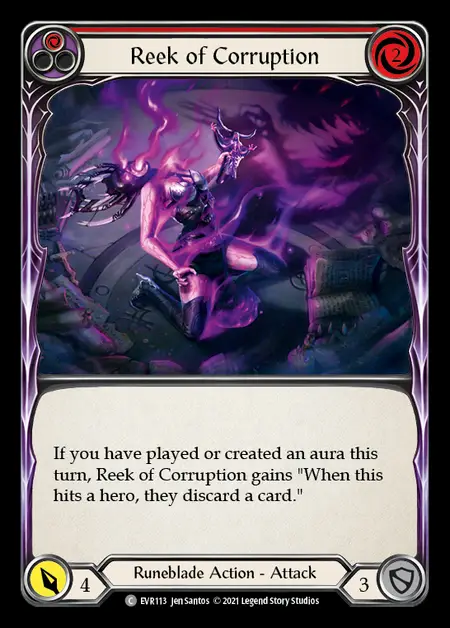 Reek of Corruption
2
If you have played or created an aura this
turn, Reek of Corruption gains "When this
hits a hero, they discard a card."
4
Runeblade Action - Attack
3
C EVR113 Jen Santos © 2021 Legend Story Studios